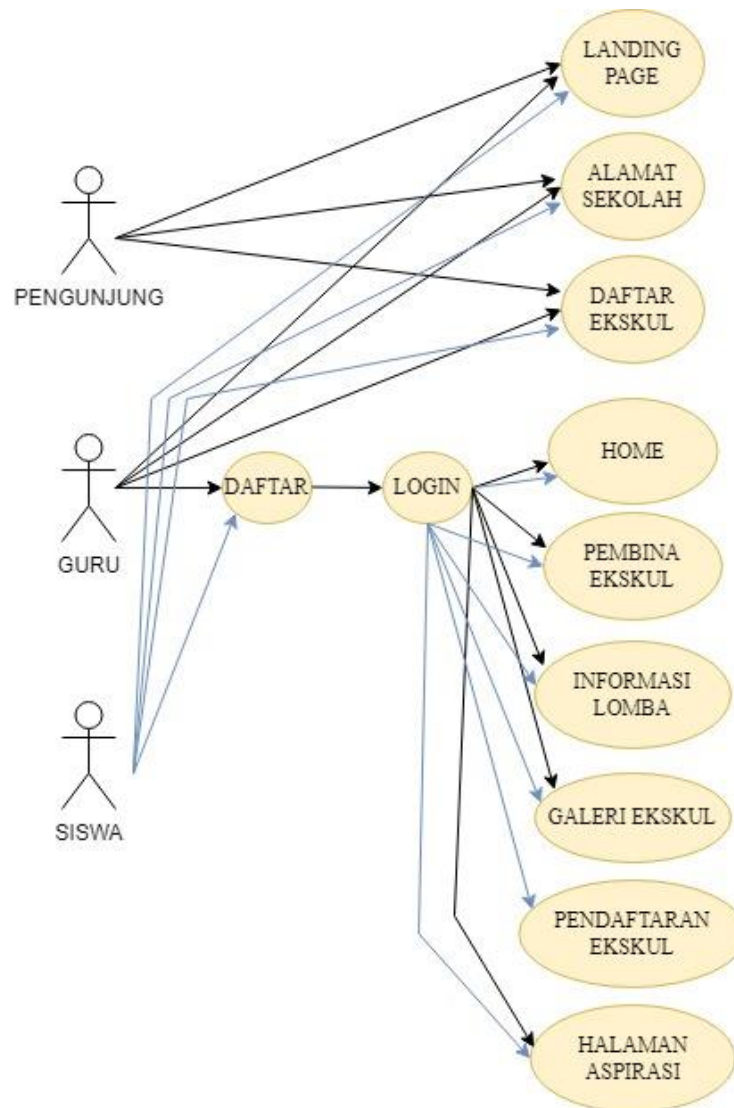 LANDING
PAGE
ALAMAT
SEKOLAH
PENGUNJUNG
DAFTAR
EKSKUL
HOME
DAFTAR
LOGIN
GURU
PEMBINA
EKSKUL
INFORMASI
LOMBA
SISWA
GALERI EKSKUL
PENDAFTARAN
EKSKUL
HALAMAN
ASPIRASI